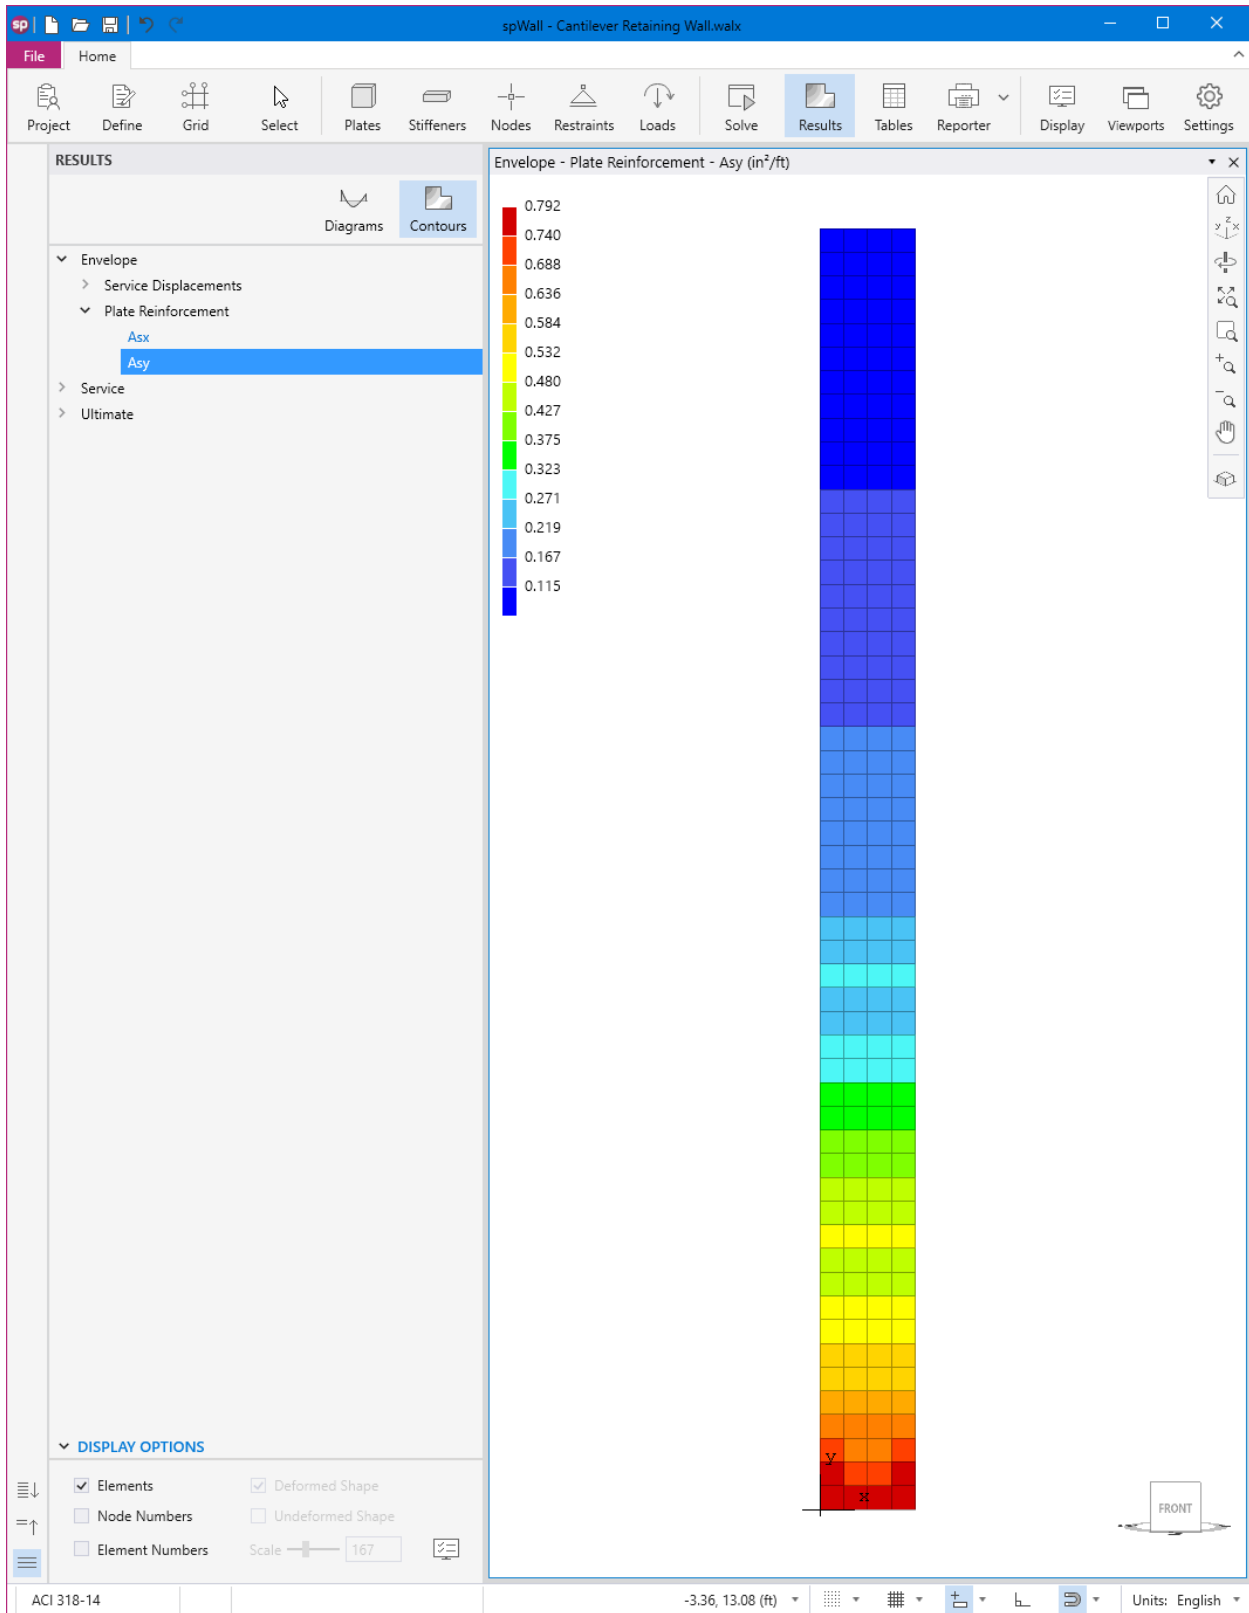 sp spWall - Cantilever Retaining Wall.walx
File Home
Project Define Grid Select Plates Stiffeners Nodes Restraints Loads Solve Results Tables Reporter Display Viewports Settings
RESULTS
Diagrams Contours
Envelope
Service Displacements
Plate Reinforcement
Asx
Asy
Service
Ultimate
DISPLAY OPTIONS
Elements Deformed Shape
Node Numbers Undeformed Shape
Element Numbers Scale 167
Envelope - Plate Reinforcement - Asy (in²/ft)
0.792
0.740
0.688
0.636
0.584
0.532
0.480
0.427
0.375
0.323
0.271
0.219
0.167
0.115
y
x
z
y x
FRONT
ACI 318-14 -3.36, 13.08 (ft) Units: English